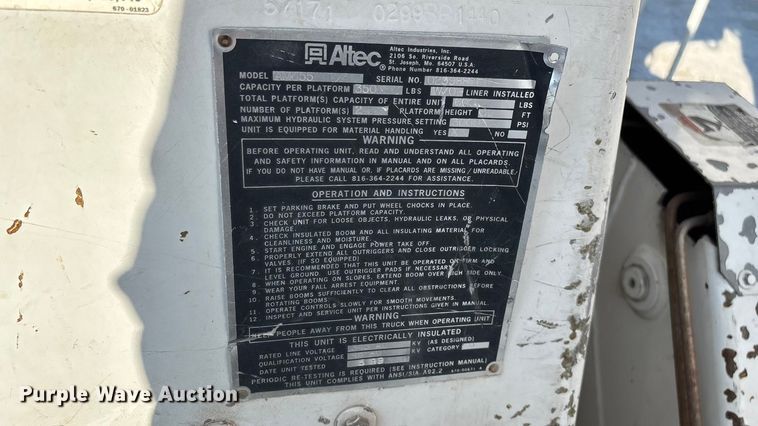 670-01823
57171
Altec
Altec Industries, Inc.
2106 So. Riverside Road
St. Joseph, Mo. 64507 U.S.A.
Phone Number 816-364-2244
MODEL SERIAL NO.
CAPACITY PER PLATFORM 350 LBS W/O LINER INSTALLED
TOTAL PLATFORM(S) CAPACITY OF ENTIRE UNIT LBS
NUMBER OF PLATFORM(S) 2 PLATFORM HEIGHT FT
MAXIMUM HYDRAULIC SYSTEM PRESSURE SETTING PSI
UNIT IS EQUIPPED FOR MATERIAL HANDLING YES NO
WARNING
BEFORE OPERATING UNIT, READ AND UNDERSTAND ALL OPERATING
AND SAFETY INFORMATION IN MANUAL AND ON ALL PLACARDS.
IF YOU DO NOT HAVE MANUAL OR, IF PLACARDS ARE MISSING/UNREADABLE,
PLEASE CALL 816-364-2244 FOR ASSISTANCE.
OPERATION AND INSTRUCTIONS
1. SET PARKING BRAKE AND PUT WHEEL CHOCKS IN PLACE.
2. DO NOT EXCEED PLATFORM CAPACITY.
3. CHECK UNIT FOR LOOSE OBJECTS, HYDRAULIC LEAKS, OR PHYSICAL
DAMAGE.
4. CHECK INSULATED BOOM AND ALL INSULATING MATERIAL FOR
CLEANLINESS AND MOISTURE.
5. START ENGINE AND ENGAGE POWER TAKE OFF.
6. PROPERLY EXTEND ALL OUTRIGGERS AND CLOSE OUTRIGGER LOCKING
VALVES. (IF SO EQUIPPED)
7. IT IS RECOMMENDED THAT THIS UNIT BE OPERATED ON FIRM AND
LEVEL GROUND. USE OUTRIGGER PADS IF NECESSARY.
8. WHEN OPERATING ON SLOPES, EXTEND BOOM OVER HIGH SIDE ONLY.
9. WEAR YOUR FALL ARREST EQUIPMENT.
10. RAISE BOOMS SUFFICIENTLY TO CLEAR ALL OBSTRUCTIONS BEFORE
ROTATING BOOMS.
11. OPERATE CONTROLS SLOWLY FOR SMOOTH MOVEMENTS.
12. INSPECT AND SERVICE UNIT PER INSTRUCTIONS GIVEN IN MANUAL.
WARNING
KEEP PEOPLE AWAY FROM THIS TRUCK WHEN OPERATING UNIT
THIS UNIT IS ELECTRICALLY INSULATED
RATED LINE VOLTAGE KV (AS DESIGNED)
QUALIFICATION VOLTAGE KV CATEGORY
DATE UNIT TESTED
PERIODIC RE-TESTING IS REQUIRED (SEE INSTRUCTION MANUAL)
THIS UNIT COMPLIES WITH ANSI/SIA A92.2
Purple Wave Auction